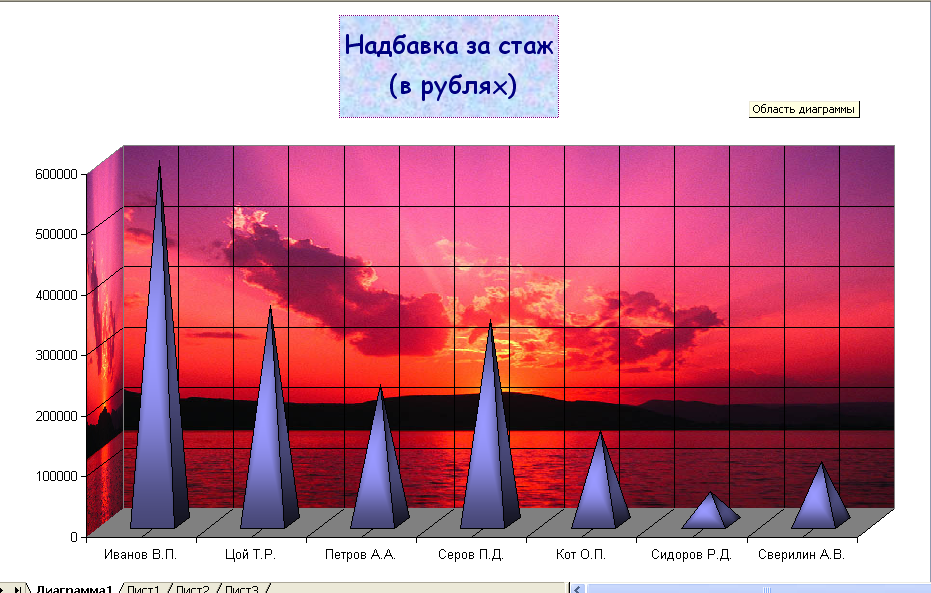 Надбавка за стаж
(в рублях)
Область диаграммы
600000
500000
400000
300000
200000
100000
0
Иванов В.П. Цой Т.Р. Петров А.А. Серов П.Д. Кот О.П. Сидоров Р.Д. Сверилин А.В.
Диаграмма1 Лист1 Лист2 Лист3